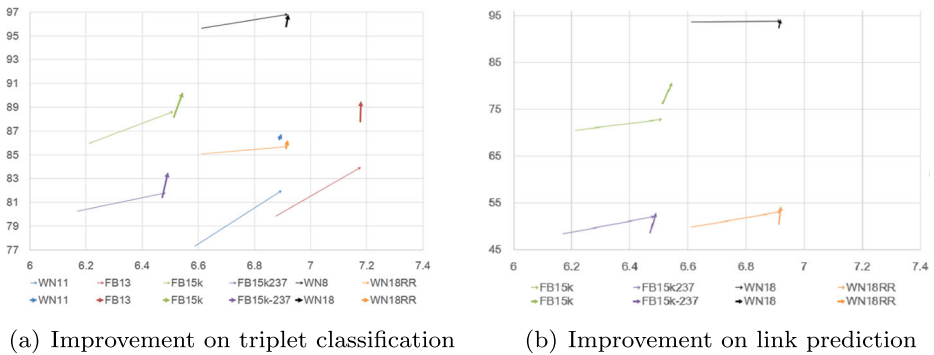 97
95
93
91
89
87
85
83
81
79
77
6 6.2 6.4 6.6 6.8 7 7.2 7.4
WN11 FB13 FB15k FB15k237 WN8 WN18RR
WN11 FB13 FB15k FB15k-237 WN18 WN18RR
(a) Improvement on triplet classification
95
85
75
65
55
45
6 6.2 6.4 6.6 6.8 7 7.2 7.4
FB15k FB15k237 WN18 WN18RR
FB15k FB15k-237 WN18 WN18RR
(b) Improvement on link prediction